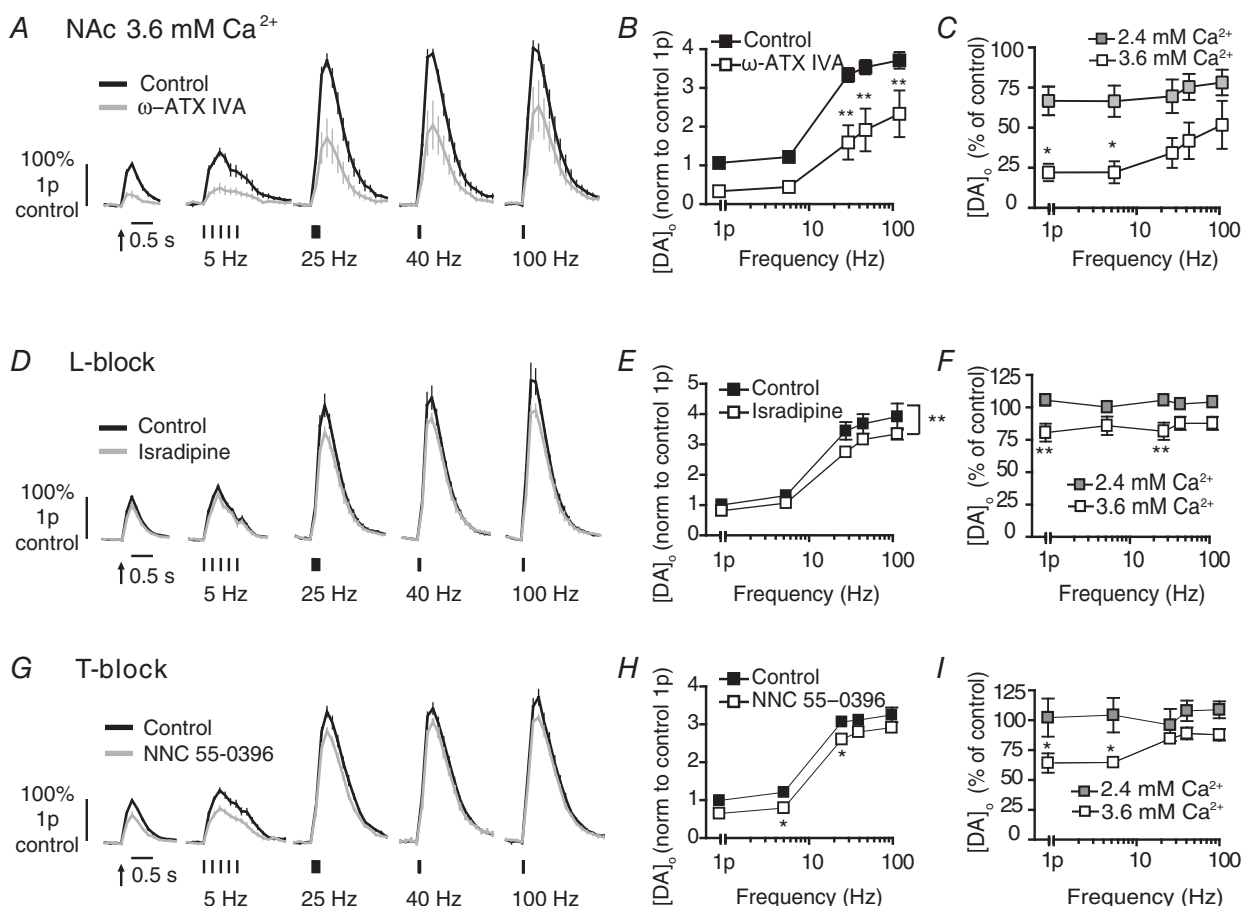 A NAc 3.6 mM Ca²⁺
Control
ω–ATX IVA
100%
1p
control
0.5 s
5 Hz
25 Hz
40 Hz
100 Hz
B
Control
ω-ATX IVA
[DA]ₒ (norm to control 1p)
4
3
2
1
0
**
**
**
1p
10
100
Frequency (Hz)
C
2.4 mM Ca²⁺
3.6 mM Ca²⁺
[DA]ₒ (% of control)
100
75
50
25
0
*
*
1p
10
100
Frequency (Hz)
D L-block
Control
Isradipine
100%
1p
control
0.5 s
5 Hz
25 Hz
40 Hz
100 Hz
E
Control
Isradipine
[DA]ₒ (norm to control 1p)
5
4
3
2
1
0
**
1p
10
100
Frequency (Hz)
F
[DA]ₒ (% of control)
125
100
75
50
25
0
**
**
2.4 mM Ca²⁺
3.6 mM Ca²⁺
1p
10
100
Frequency (Hz)
G T-block
Control
NNC 55-0396
100%
1p
control
0.5 s
5 Hz
25 Hz
40 Hz
100 Hz
H
Control
NNC 55–0396
[DA]ₒ (norm to control 1p)
4
3
2
1
0
*
*
1p
10
100
Frequency (Hz)
I
[DA]ₒ (% of control)
125
100
75
50
25
0
*
*
2.4 mM Ca²⁺
3.6 mM Ca²⁺
1p
10
100
Frequency (Hz)